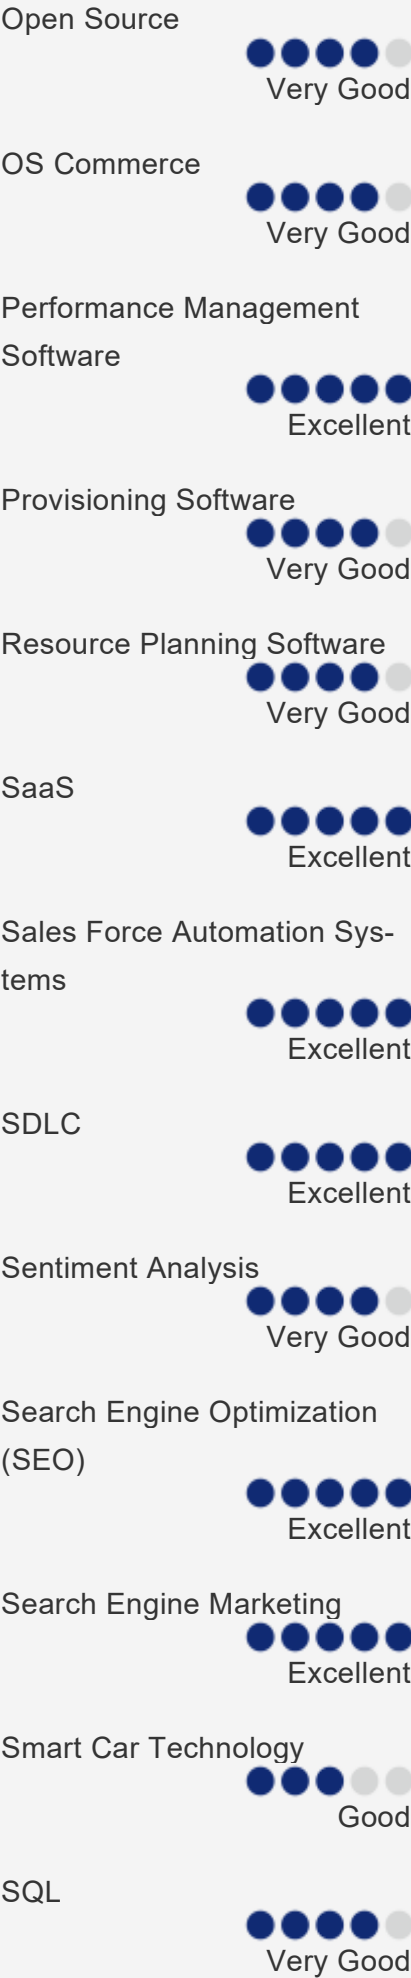 Open Source
Very Good
OS Commerce
Very Good
Performance Management
Software
Excellent
Provisioning Software
Very Good
Resource Planning Software
Very Good
SaaS
Excellent
Sales Force Automation Sys-
tems
Excellent
SDLC
Excellent
Sentiment Analysis
Very Good
Search Engine Optimization
(SEO)
Excellent
Search Engine Marketing
Excellent
Smart Car Technology
Good
SQL
Very Good